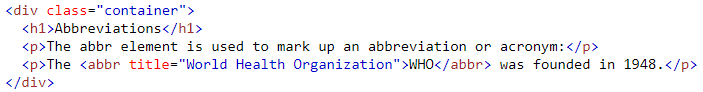 <div class="container">
  <h1>Abbreviations</h1>
  <p>The abbr element is used to mark up an abbreviation or acronym:</p>
  <p>The <abbr title="World Health Organization">WHO</abbr> was founded in 1948.</p>
</div>